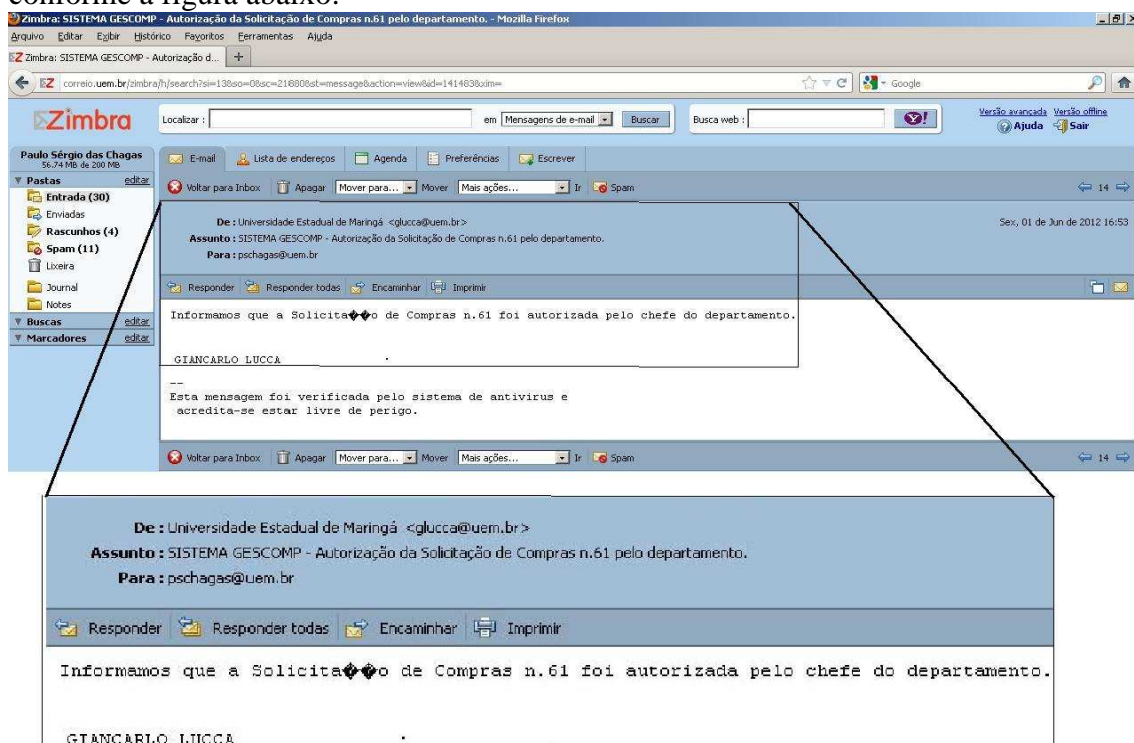 conforme a figura abaixo:
Zimbra: SISTEMA GESCOMP - Autorização da Solicitação de Compras n.61 pelo departamento. - Mozilla Firefox
Arquivo Editar Exibir Histórico Favoritos Ferramentas Ajuda
Zimbra: SISTEMA GESCOMP - Autorização d... +
correio.uem.br/zimbra/h/search?si=13&so=0&sc=21880&st=message&action=view&id=14148&xim= Google
Zimbra Localizar : em Mensagens de e-mail Buscar Busca web : Y! Versão avançada Versão offline
Ajuda Sair
Paulo Sérgio das Chagas
56.74 MB de 200 MB
E-mail Lista de endereços Agenda Preferências Escrever
Pastas editar
Voltar para Inbox Apagar Mover para... Mover Mais ações... Ir Spam 14
Entrada (30)
Enviadas
Rascunhos (4)
Spam (11)
Lixeira
Journal
Notes
Buscas editar
Marcadores editar
De : Universidade Estadual de Maringá <glucca@uem.br> Sex, 01 de Jun de 2012 16:53
Assunto : SISTEMA GESCOMP - Autorização da Solicitação de Compras n.61 pelo departamento.
Para : pschagas@uem.br
Responder Responder todas Encaminhar Imprimir
Informamos que a Solicita��o de Compras n.61 foi autorizada pelo chefe do departamento.
GIANCARLO LUCCA .
--
Esta mensagem foi verificada pelo sistema de antivirus e
acredita-se estar livre de perigo.
Voltar para Inbox Apagar Mover para... Mover Mais ações... Ir Spam 14
De : Universidade Estadual de Maringá <glucca@uem.br>
Assunto : SISTEMA GESCOMP - Autorização da Solicitação de Compras n.61 pelo departamento.
Para : pschagas@uem.br
Responder Responder todas Encaminhar Imprimir
Informamos que a Solicita��o de Compras n.61 foi autorizada pelo chefe do departamento.
GIANCARLO LUCCA .